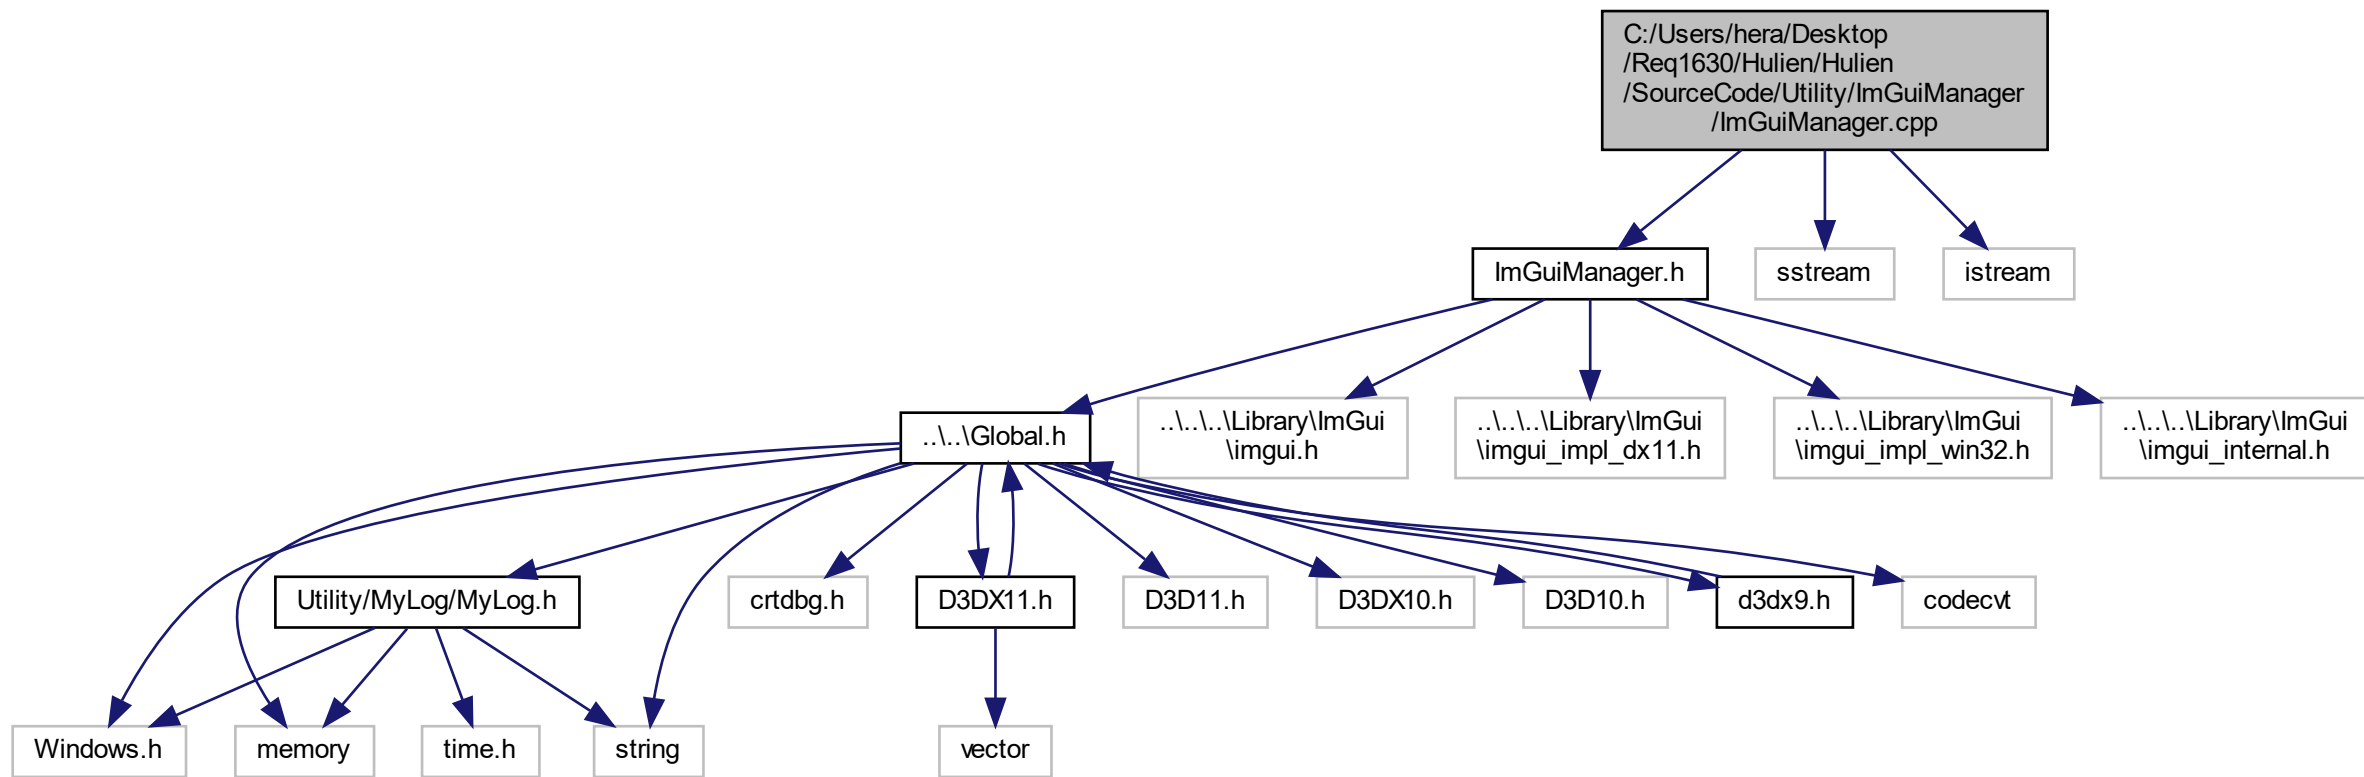 C:/Users/hera/Desktop
/Req1630/Hulien/Hulien
/SourceCode/Utility/ImGuiManager
/ImGuiManager.cpp
ImGuiManager.h
sstream
istream
..\..\Global.h
..\..\..\Library\ImGui
\imgui.h
..\..\..\Library\ImGui
\imgui_impl_dx11.h
..\..\..\Library\ImGui
\imgui_impl_win32.h
..\..\..\Library\ImGui
\imgui_internal.h
Utility/MyLog/MyLog.h
crtdbg.h
D3DX11.h
D3D11.h
D3DX10.h
D3D10.h
d3dx9.h
codecvt
Windows.h
memory
time.h
string
vector